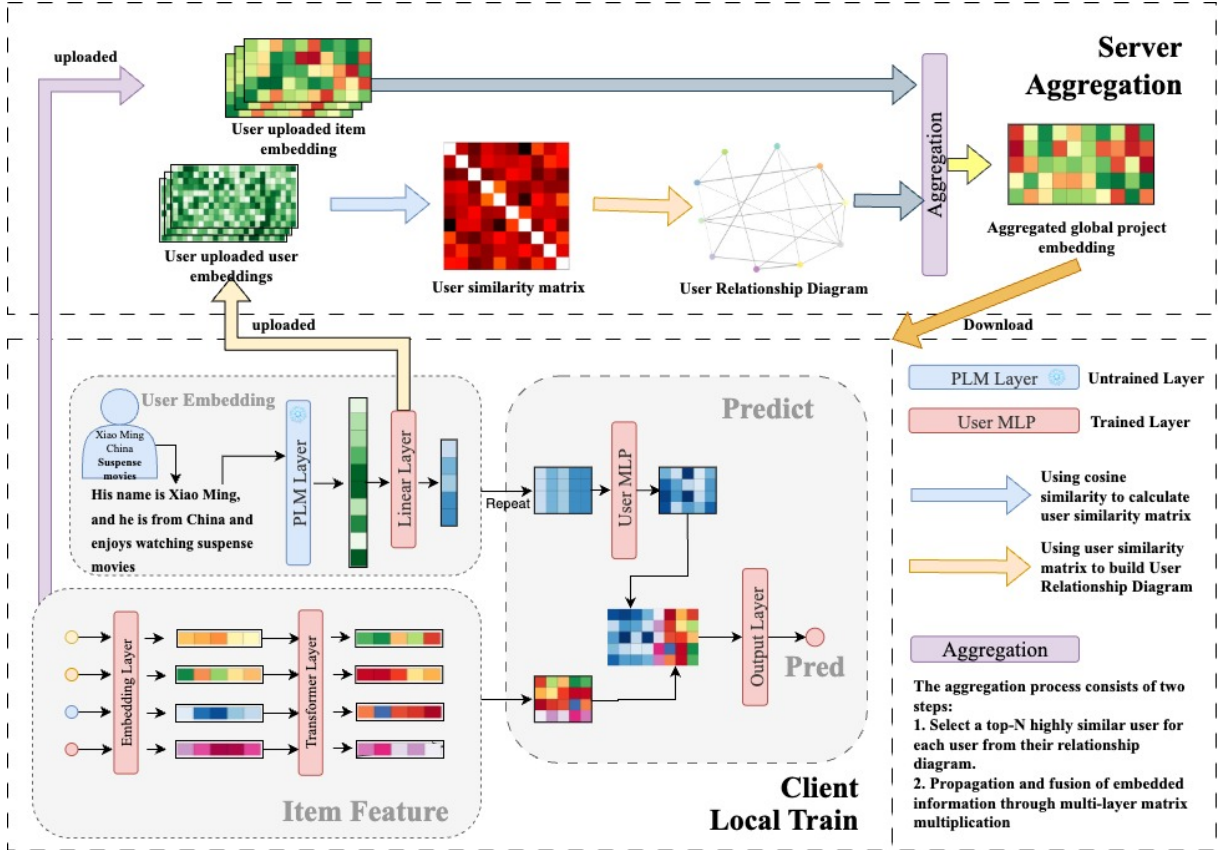 uploaded
Server
Aggregation
User uploaded item
embedding
Aggregation
User uploaded user
embeddings
User similarity matrix
User Relationship Diagram
Aggregated global project
embedding
uploaded
Download
User Embedding
Xiao Ming
China
Suspense
movies
His name is Xiao Ming,
and he is from China and
enjoys watching suspense
movies
PLM Layer
Linear Layer
Repeat
Predict
User MLP
Output Layer
Pred
Embedding Layer
Transformer Layer
Item Feature
Client
Local Train
PLM Layer
Untrained Layer
User MLP
Trained Layer
Using cosine
similarity to calculate
user similarity matrix
Using user similarity
matrix to build User
Relationship Diagram
Aggregation
The aggregation process consists of two
steps:
1. Select a top-N highly similar user for
each user from their relationship
diagram.
2. Propagation and fusion of embedded
information through multi-layer matrix
multiplication